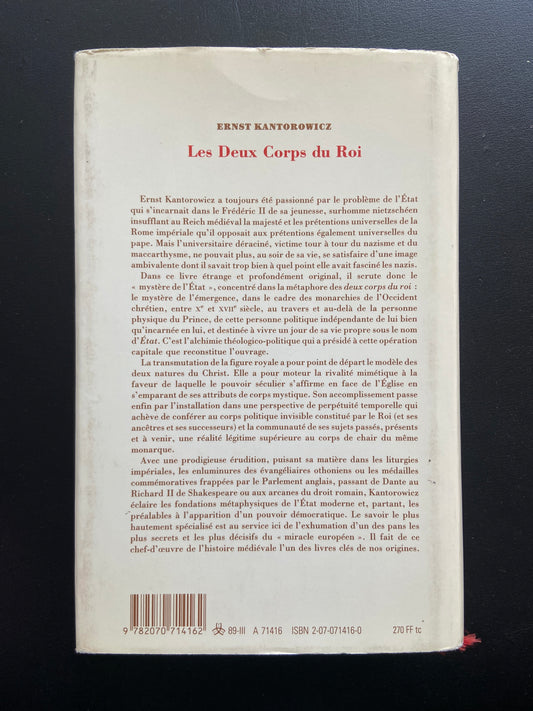 ERNST KANTOROWICZ
Les Deux Corps du Roi
Ernst Kantorowicz a toujours été passionné par le problème de l'État
qui s'incarnait dans le Frédéric II de sa jeunesse, surhomme nietzschéen
insufflant au Reich médiéval la majesté et les prétentions universelles de la
Rome impériale qu'il opposait aux prétentions également universelles du
pape. Mais l'universitaire déraciné, victime tour à tour du nazisme et du
maccarthysme, ne pouvait plus, au soir de sa vie, se satisfaire d'une image
ambivalente dont il savait trop bien à quel point elle avait fasciné les nazis.
Dans ce livre étrange et profondément original, il scrute donc le
« mystère de l'État », concentré dans la métaphore des deux corps du roi :
le mystère de l'émergence, dans le cadre des monarchies de l'Occident
chrétien, entre Xe et XVIIe siècle, au travers et au-delà de la personne
physique du Prince, de cette personne politique indépendante de lui bien
qu'incarnée en lui, et destinée à vivre un jour de sa vie propre sous le nom
d'État. C'est l'alchimie théologico-politique qui a présidé à cette opération
capitale que reconstitue l'ouvrage.
La transmutation de la figure royale a pour point de départ le modèle des
deux natures du Christ. Elle a pour moteur la rivalité mimétique à la
faveur de laquelle le pouvoir séculier s'affirme en face de l'Église en
s'emparant de ses attributs de corps mystique. Son accomplissement passe
enfin par l'installation dans une perspective de perpétuité temporelle qui
achève de conférer au corps politique invisible constitué par le Roi (et ses
ancêtres et ses successeurs) et la communauté de ses sujets passés, présents
et à venir, une réalité légitime supérieure au corps de chair du même
monarque.
Avec une prodigieuse érudition, puisant sa matière dans les liturgies
impériales, les enluminures des évangéliaires othoniens ou les médailles
commémoratives frappées par le Parlement anglais, passant de Dante au
Richard II de Shakespeare ou aux arcanes du droit romain, Kantorowicz
éclaire les fondations métaphysiques de l'État moderne et, partant, les
préalables à l'apparition d'un pouvoir démocratique. Le savoir le plus
hautement spécialisé est au service ici de l'exhumation d'un des pans les
plus secrets et les plus décisifs du « miracle européen ». Il fait de ce
chef-d'œuvre de l'histoire médiévale l'un des livres clés de nos origines.
9 782070 714162 89-III A 71416 ISBN 2-07-071416-0 270 FF tc